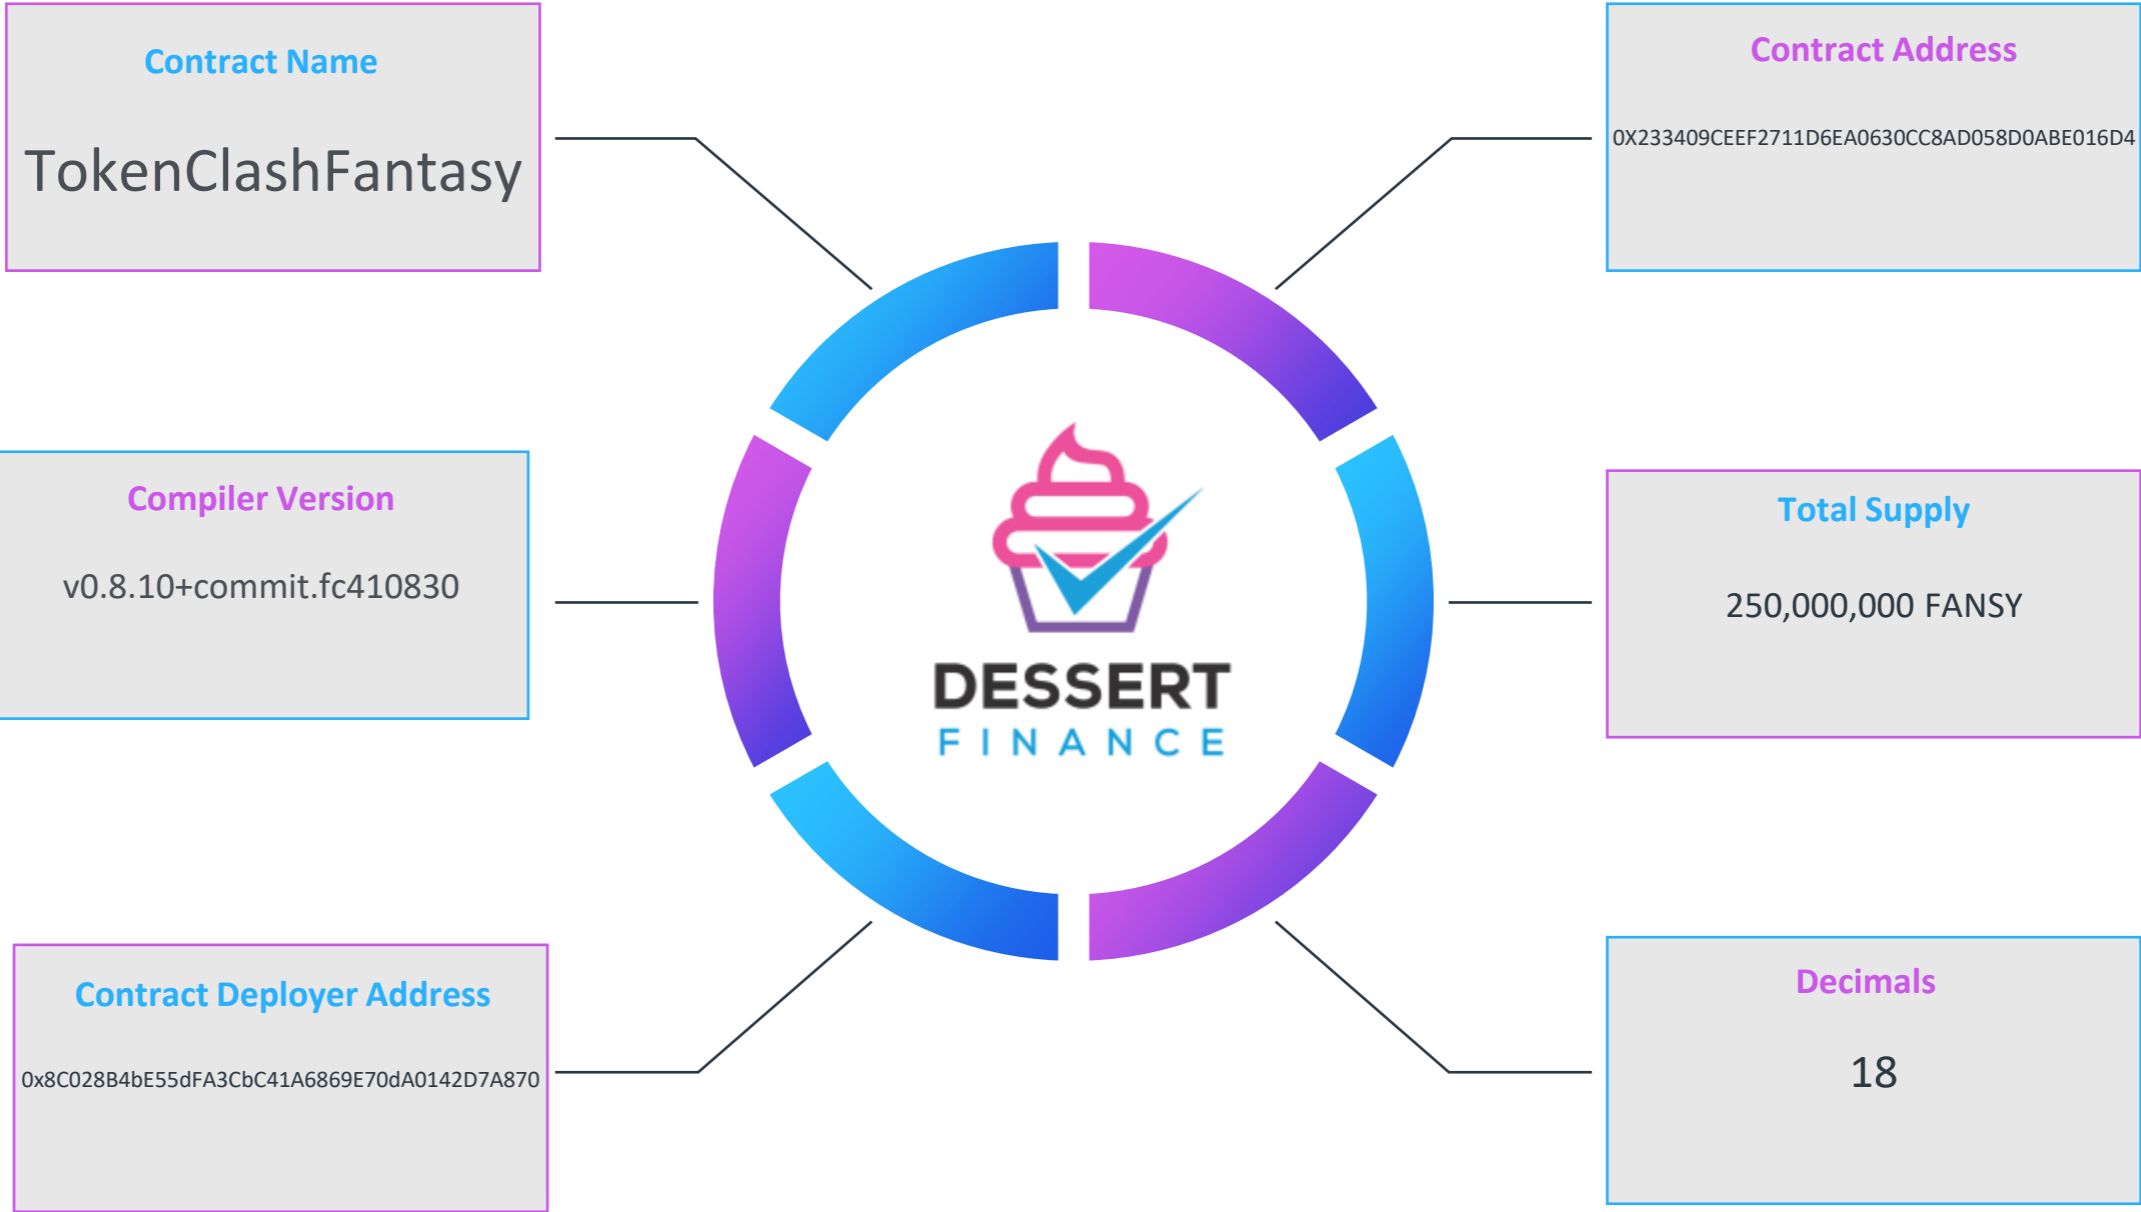 Contract Name
TokenClashFantasy
Contract Address
0X233409CEEF2711D6EA0630CC8AD058D0ABE016D4
Compiler Version
v0.8.10+commit.fc410830
DESSERT
FINANCE
Total Supply
250,000,000 FANSY
Contract Deployer Address
0x8C028B4bE55dFA3CbC41A6869E70dA0142D7A870
Decimals
18